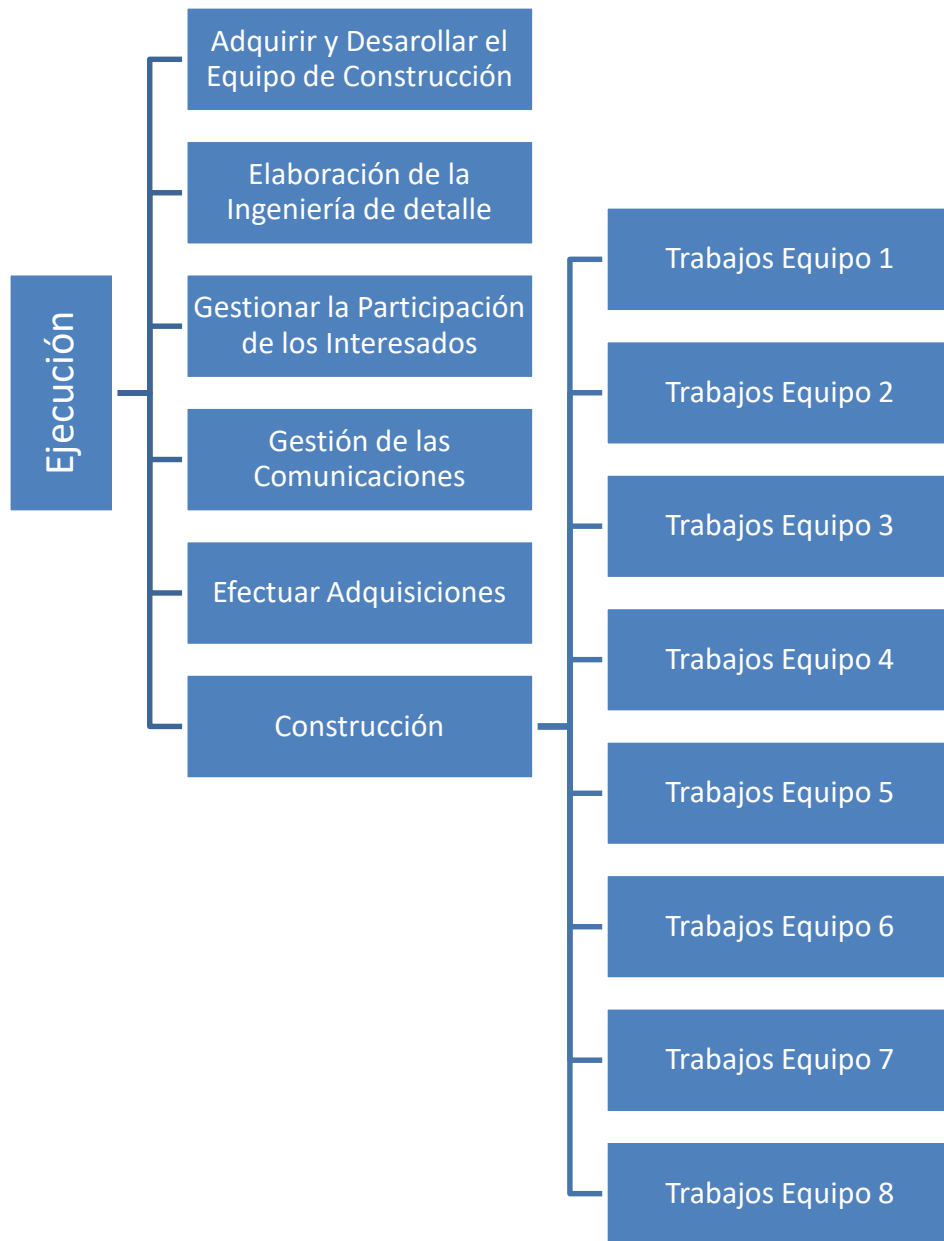 Ejecución
Adquirir y Desarollar el
Equipo de Construcción
Elaboración de la
Ingeniería de detalle
Gestionar la Participación
de los Interesados
Gestión de las
Comunicaciones
Efectuar Adquisiciones
Construcción
Trabajos Equipo 1
Trabajos Equipo 2
Trabajos Equipo 3
Trabajos Equipo 4
Trabajos Equipo 5
Trabajos Equipo 6
Trabajos Equipo 7
Trabajos Equipo 8